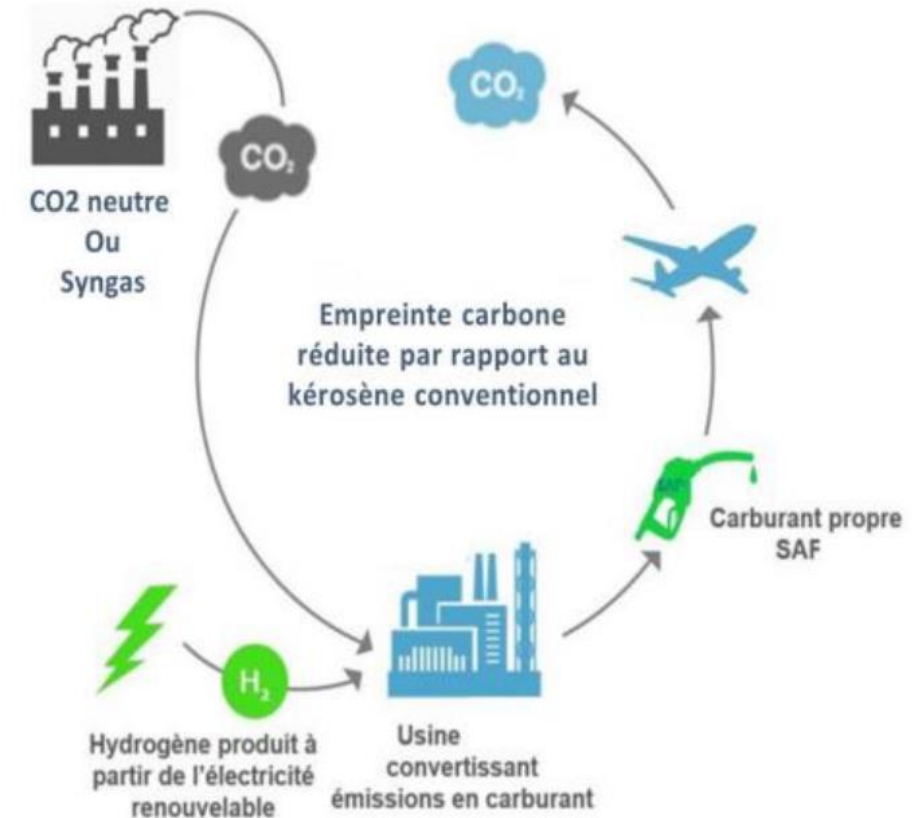 CO₂
CO₂
CO2 neutre
Ou
Syngas
Empreinte carbone
réduite par rapport au
kérosène conventionnel
Carburant propre
SAF
H₂
Hydrogène produit à
partir de l'électricité
renouvelable
Usine
convertissant
émissions en carburant